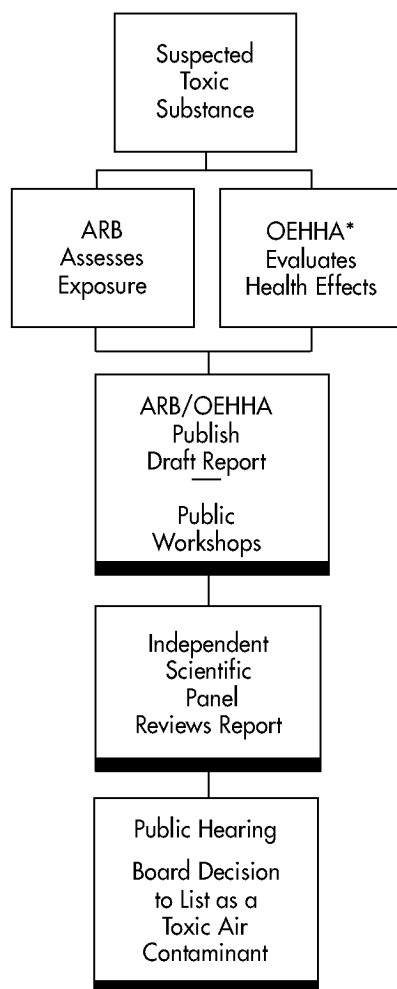 Suspected
Toxic
Substance
ARB
Assesses
Exposure
OEHHA*
Evaluates
Health Effects
ARB/OEHHA
Publish
Draft Report
Public
Workshops
Independent
Scientific
Panel
Reviews Report
Public Hearing
Board Decision
to List as a
Toxic Air
Contaminant